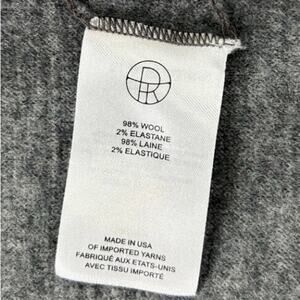 98% WOOL
2% ELASTANE
98% LAINE
2% ELASTIQUE
MADE IN USA
OF IMPORTED YARNS
FABRIQUÉ AUX ETATS-UNIS
AVEC TISSU IMPORTÉ